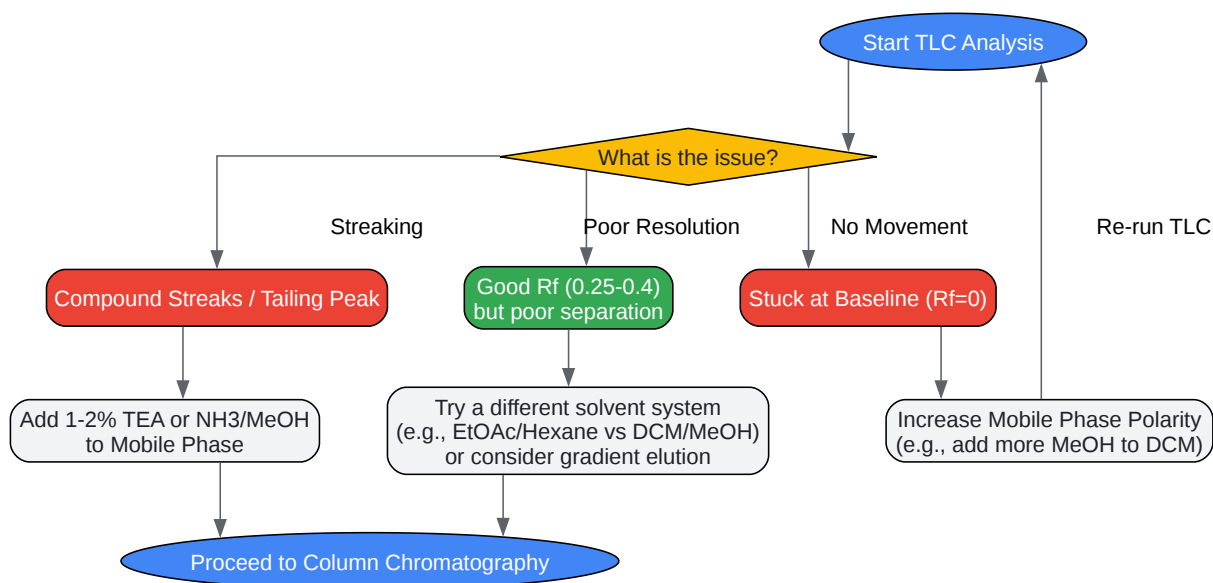 Start TLC Analysis
What is the issue?
Streaking
Poor Resolution
No Movement
Re-run TLC
Compound Streaks / Tailing Peak
Good Rf (0.25-0.4)
but poor separation
Stuck at Baseline (Rf=0)
Add 1-2% TEA or NH3/MeOH
to Mobile Phase
Try a different solvent system
(e.g., EtOAc/Hexane vs DCM/MeOH)
or consider gradient elution
Increase Mobile Phase Polarity
(e.g., add more MeOH to DCM)
Proceed to Column Chromatography